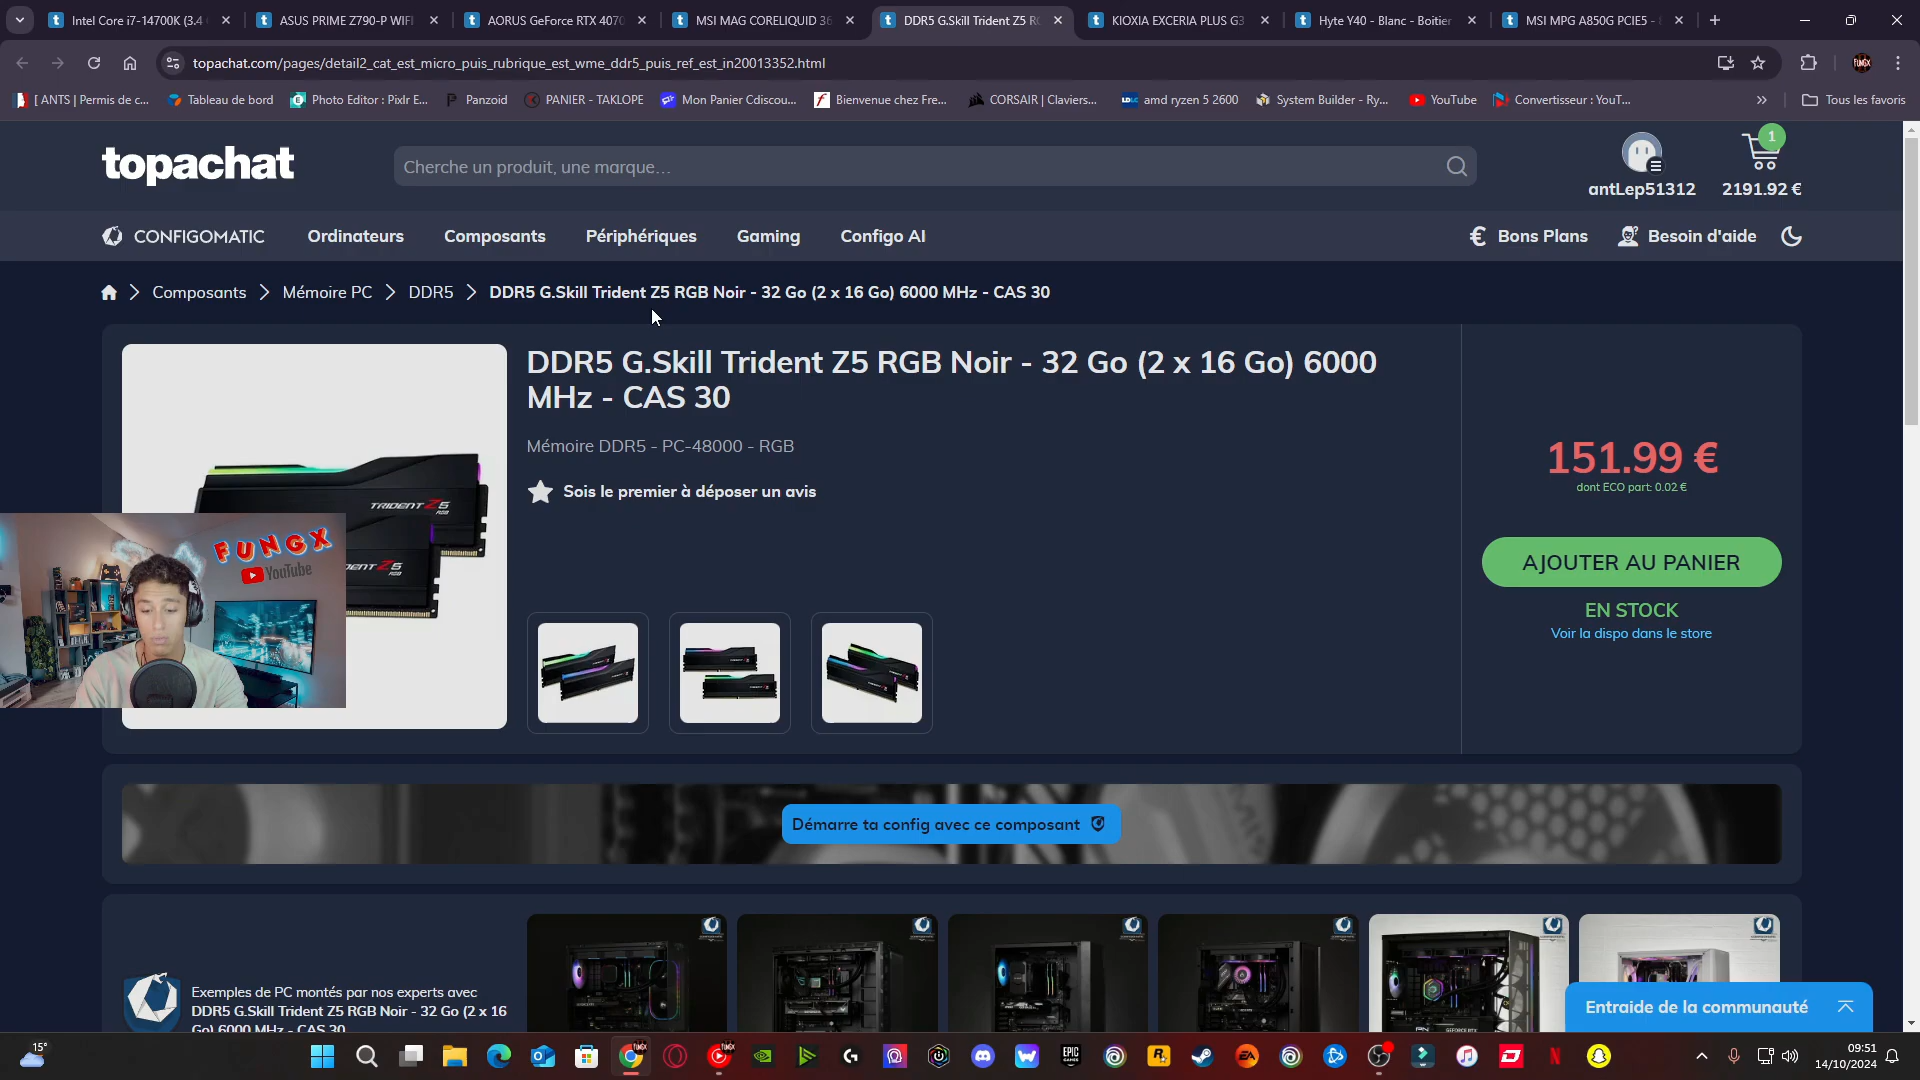 Intel Core i7-14700K (3.4
ASUS PRIME Z790-P WIFI
AORUS GeForce RTX 4070
MSI MAG CORELIQUID 36
DDR5 G.Skill Trident Z5 RG
KIOXIA EXCERIA PLUS G3
Hyte Y40 - Blanc - Boitier
MSI MPG A850G PCIE5 -
topachat.com/pages/detail2_cat_est_micro_puis_rubrique_est_wme_ddr5_puis_ref_est_in20013352.html
[ ANTS | Permis de c...
Tableau de bord
Photo Editor : Pixlr E...
Panzoid
PANIER - TAKLOPE
Mon Panier Cdiscou...
Bienvenue chez Fre...
CORSAIR | Claviers...
amd ryzen 5 2600
System Builder - Ry...
YouTube
Convertisseur : YouT...
Tous les favoris
topachat
Cherche un produit, une marque...
antLep51312
1
2191.92 €
CONFIGOMATIC
Ordinateurs
Composants
Périphériques
Gaming
Configo AI
€ Bons Plans
Besoin d'aide
Composants
Mémoire PC
DDR5
DDR5 G.Skill Trident Z5 RGB Noir - 32 Go (2 x 16 Go) 6000 MHz - CAS 30
DDR5 G.Skill Trident Z5 RGB Noir - 32 Go (2 x 16 Go) 6000
MHz - CAS 30
Mémoire DDR5 - PC-48000 - RGB
Sois le premier à déposer un avis
151.99 €
dont ECO part: 0.02 €
AJOUTER AU PANIER
EN STOCK
Voir la dispo dans le store
TRIDENT Z5
RGB
FUNGX
YouTube
Démarre ta config avec ce composant
Exemples de PC montés par nos experts avec
DDR5 G.Skill Trident Z5 RGB Noir - 32 Go (2 x 16
Go) 6000 MHz - CAS 30
Entraide de la communauté
15°
EPIC
EA
09:51
14/10/2024